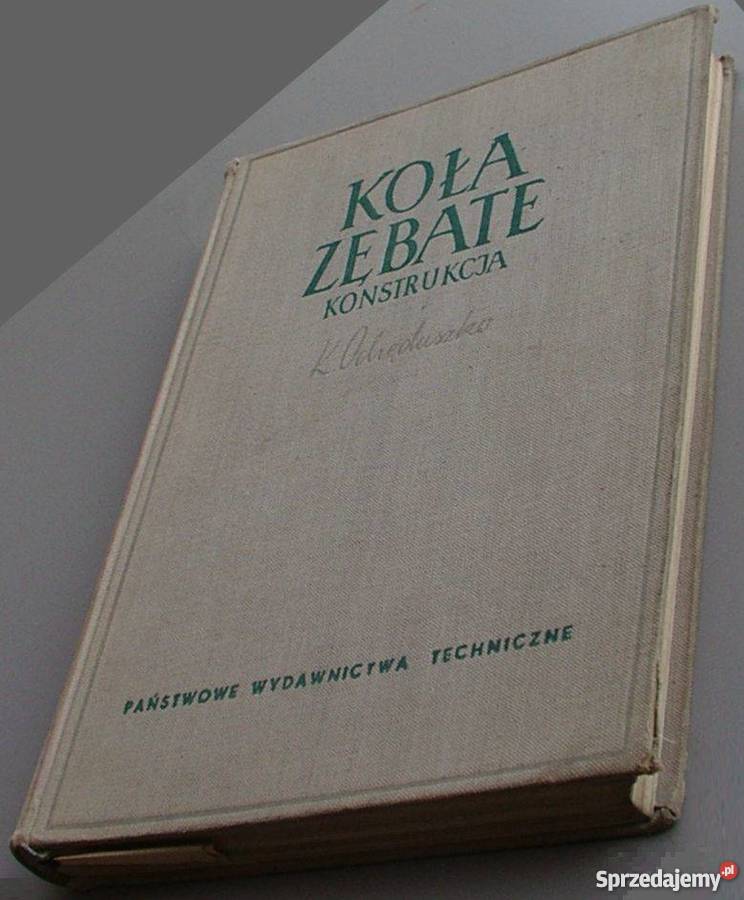 KOŁA
ZĘBATE
KONSTRUKCJA
K.
PAŃSTWOWE WYDAWNICTWA TECHNICZNE
Sprzedajemy.pl